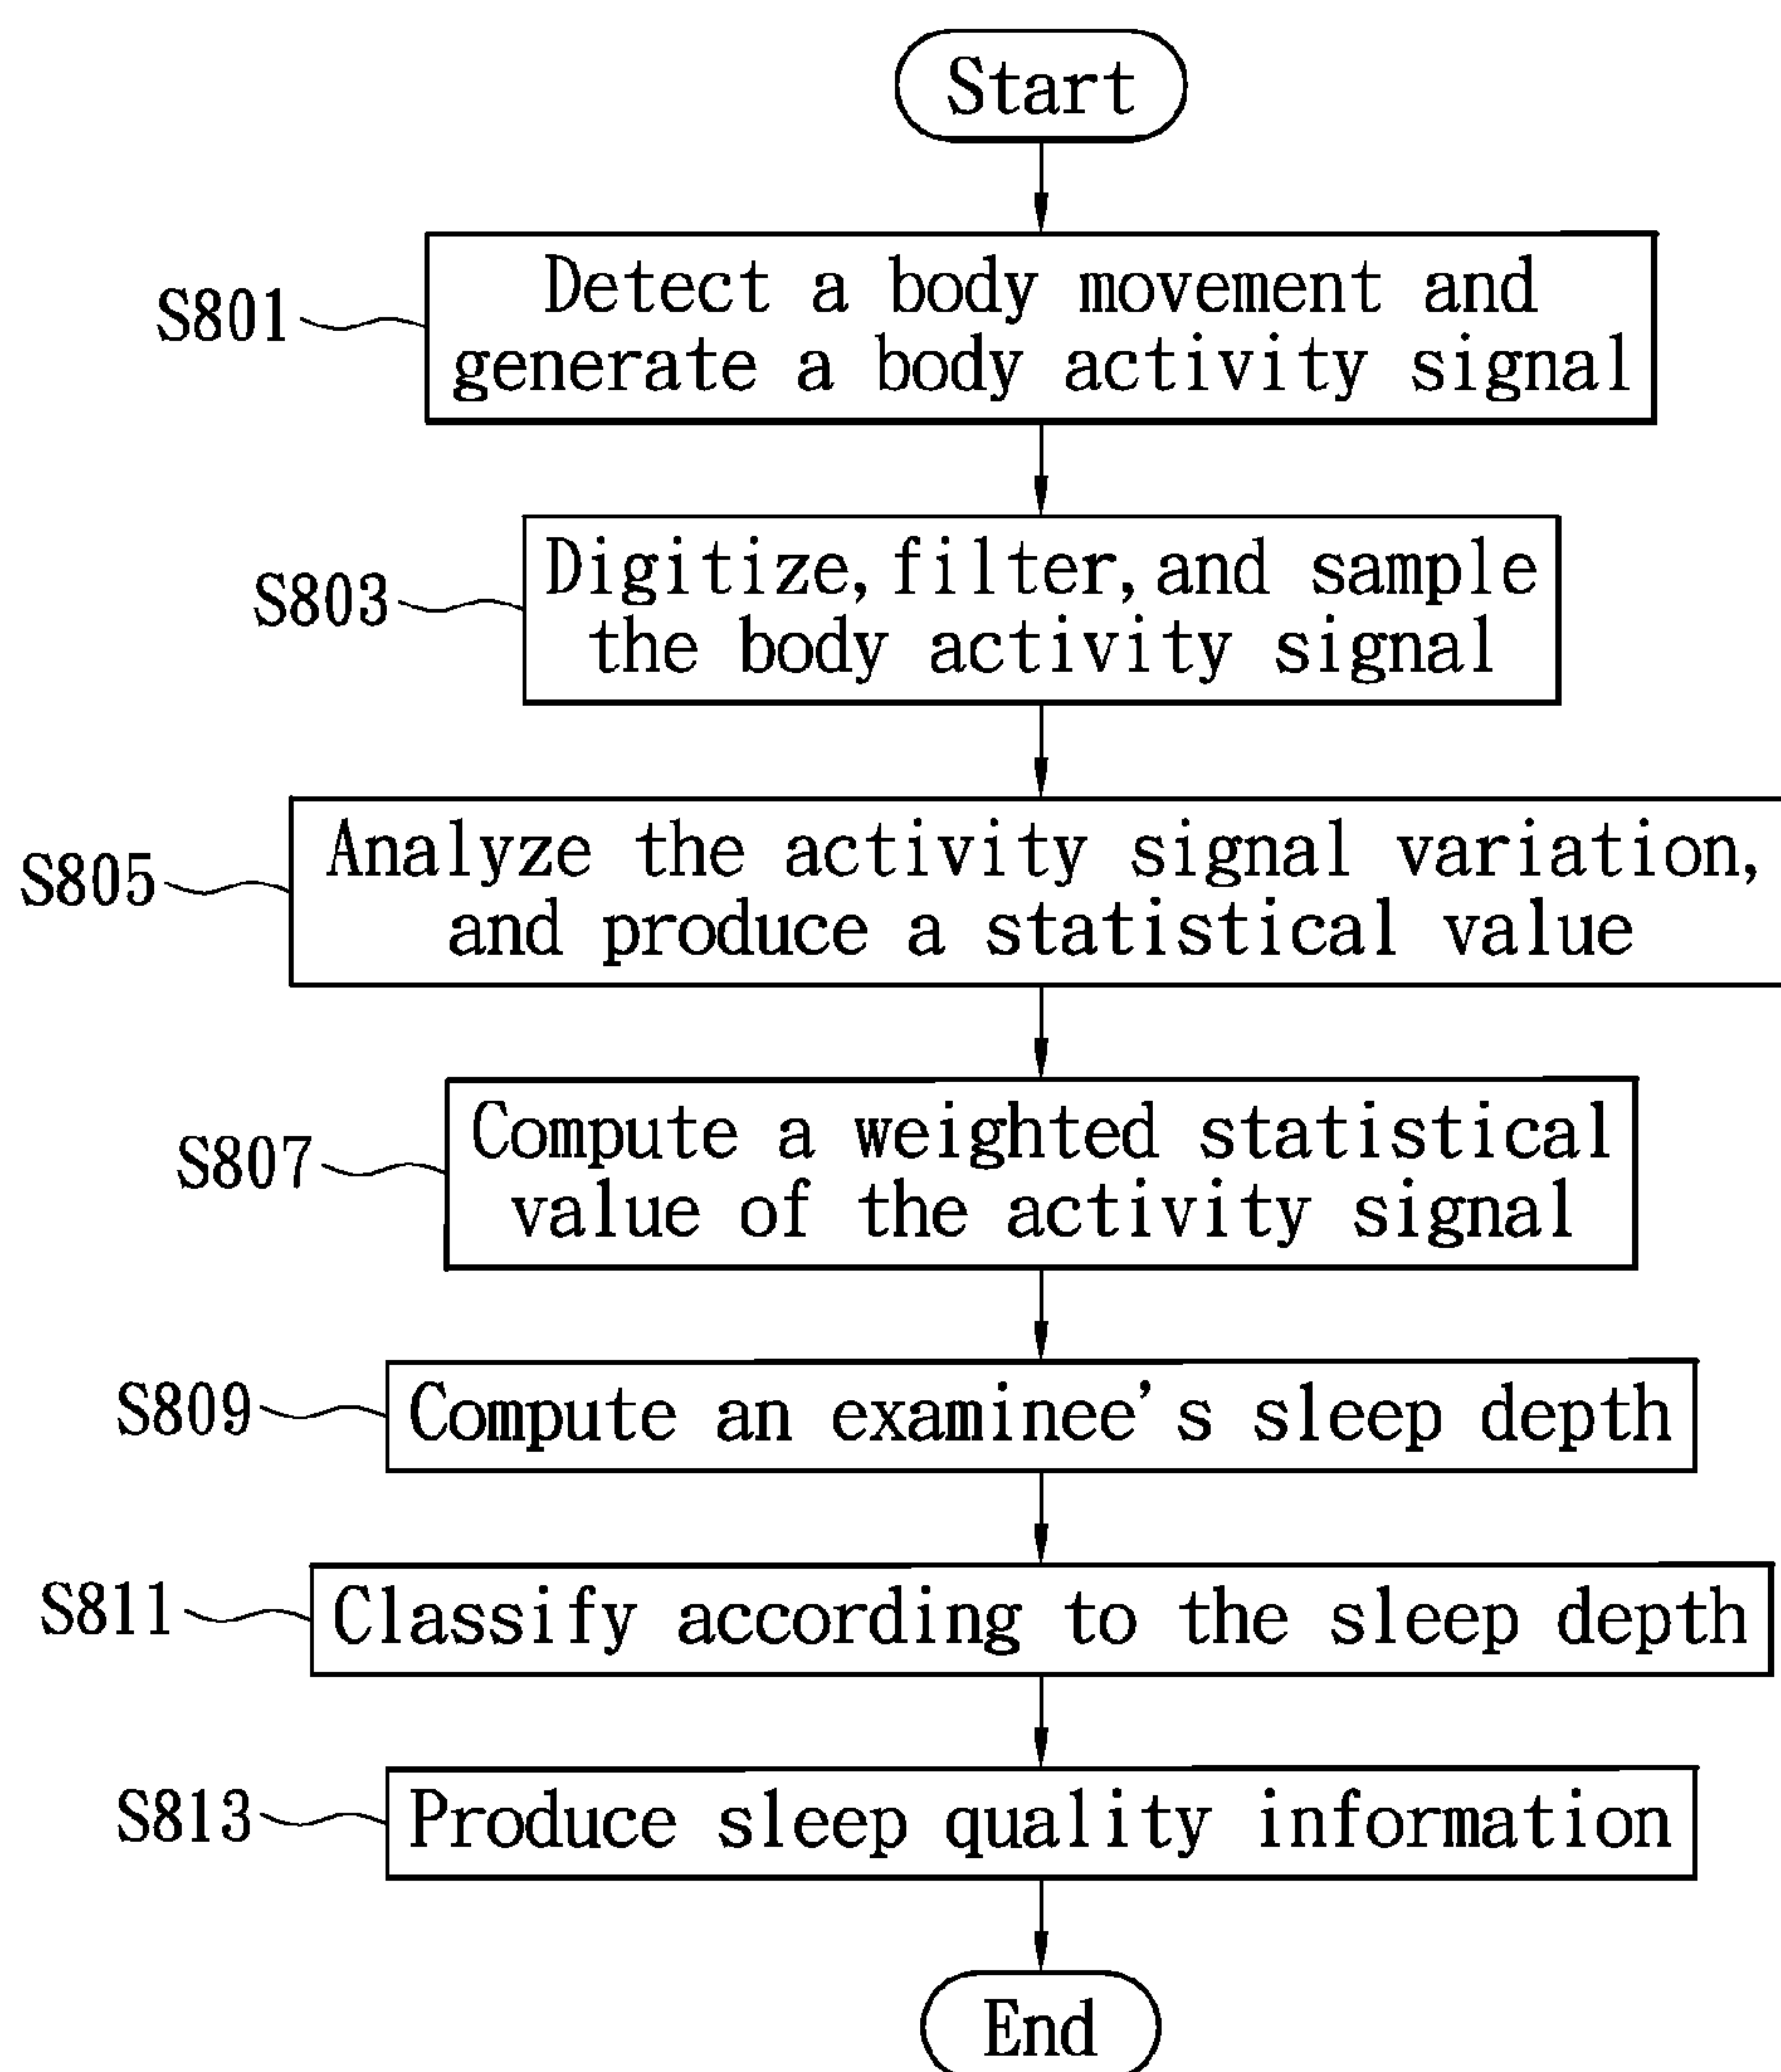 Start
S801
Detect a body movement and
generate a body activity signal
S803
Digitize, filter, and sample
the body activity signal
S805
Analyze the activity signal variation,
and produce a statistical value
S807
Compute a weighted statistical
value of the activity signal
S809
Compute an examinee's sleep depth
S811
Classify according to the sleep depth
S813
Produce sleep quality information
End